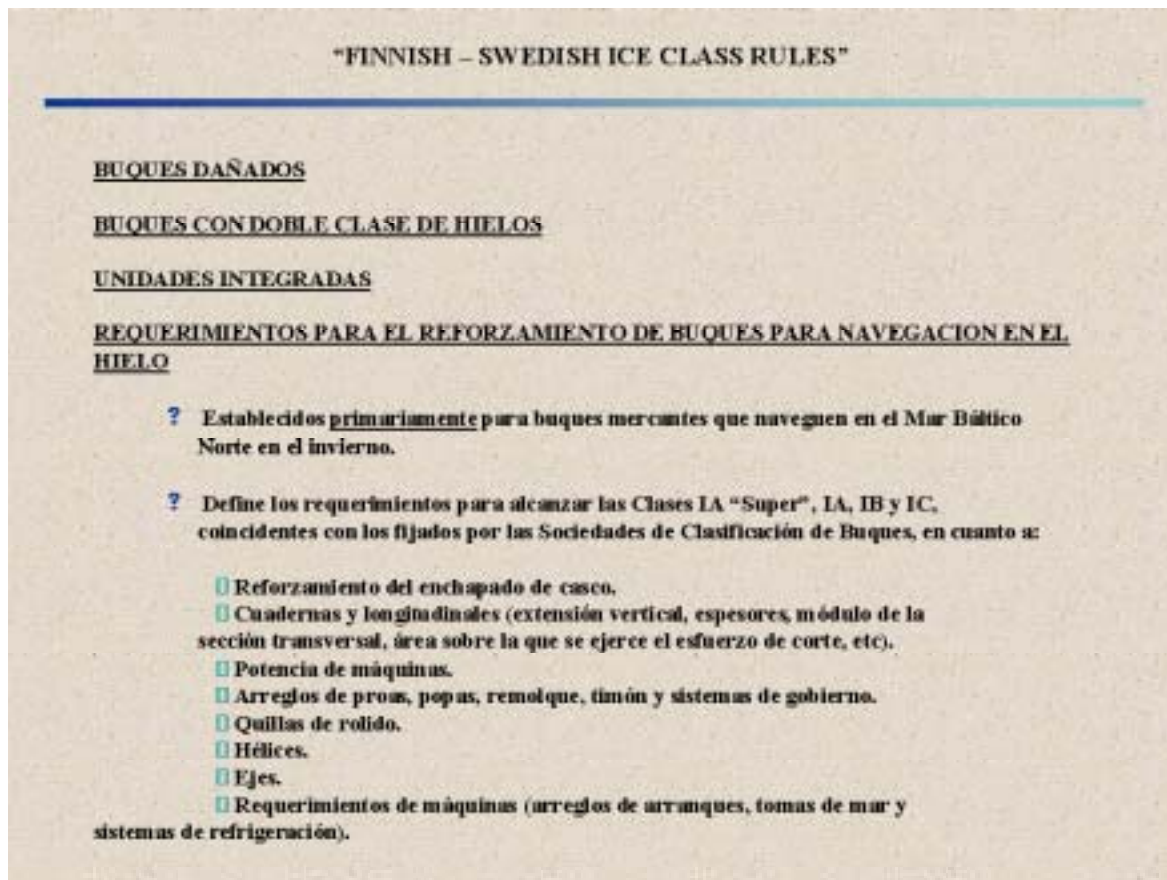 “FINNISH – SWEDISH ICE CLASS RULES”
BUQUES DAÑADOS
BUQUES CON DOBLE CLASE DE HIELOS
UNIDADES INTEGRADAS
REQUERIMIENTOS PARA EL REFORZAMIENTO DE BUQUES PARA NAVEGACION EN EL
HIELO
? Establecidos primariamente para buques mercantes que naveguen en el Mar Báltico
Norte en el invierno.
? Define los requerimientos para alcanzar las Clases IA “Super”, IA, IB y IC,
coincidentes con los fijados por las Sociedades de Clasificación de Buques, en cuanto a:
Reforzamiento del enchapado de casco.
Cuadernas y longitudinales (extensión vertical, espesores, módulo de la
sección transversal, área sobre la que se ejerce el esfuerzo de corte, etc).
Potencia de máquinas.
Arreglos de proas, popas, remolque, timón y sistemas de gobierno.
Quillas de rolido.
Hélices.
Ejes.
Requerimientos de máquinas (arreglos de arranques, tomas de mar y
sistemas de refrigeración).